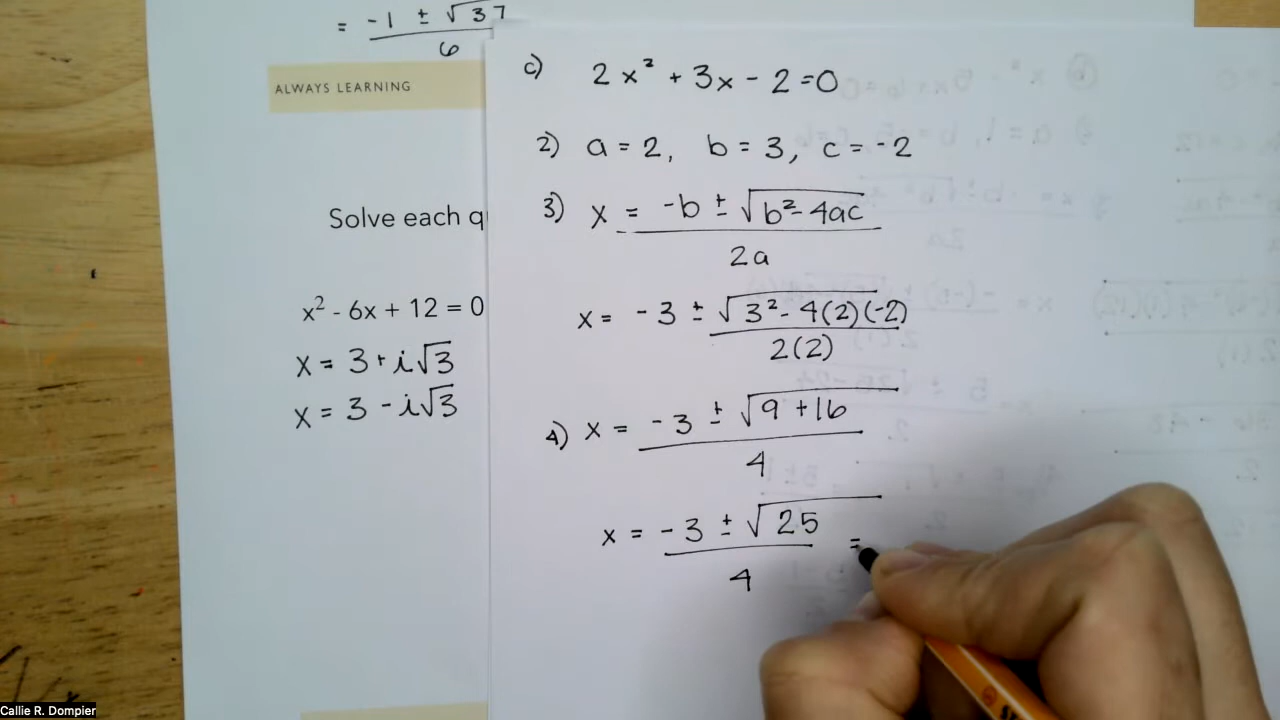 = -1 ± √37
6
ALWAYS LEARNING
Solve each q
x² - 6x + 12 = 0
x = 3 + i√3
x = 3 - i√3
c) 2x² + 3x - 2 = 0
2) a = 2, b = 3, c = -2
3) x = -b ± √b² - 4ac
2a
x = -3 ± √3² - 4(2)(-2)
2(2)
4) x = -3 ± √9 + 16
4
x = -3 ± √25 =
4
Callie R. Dompier